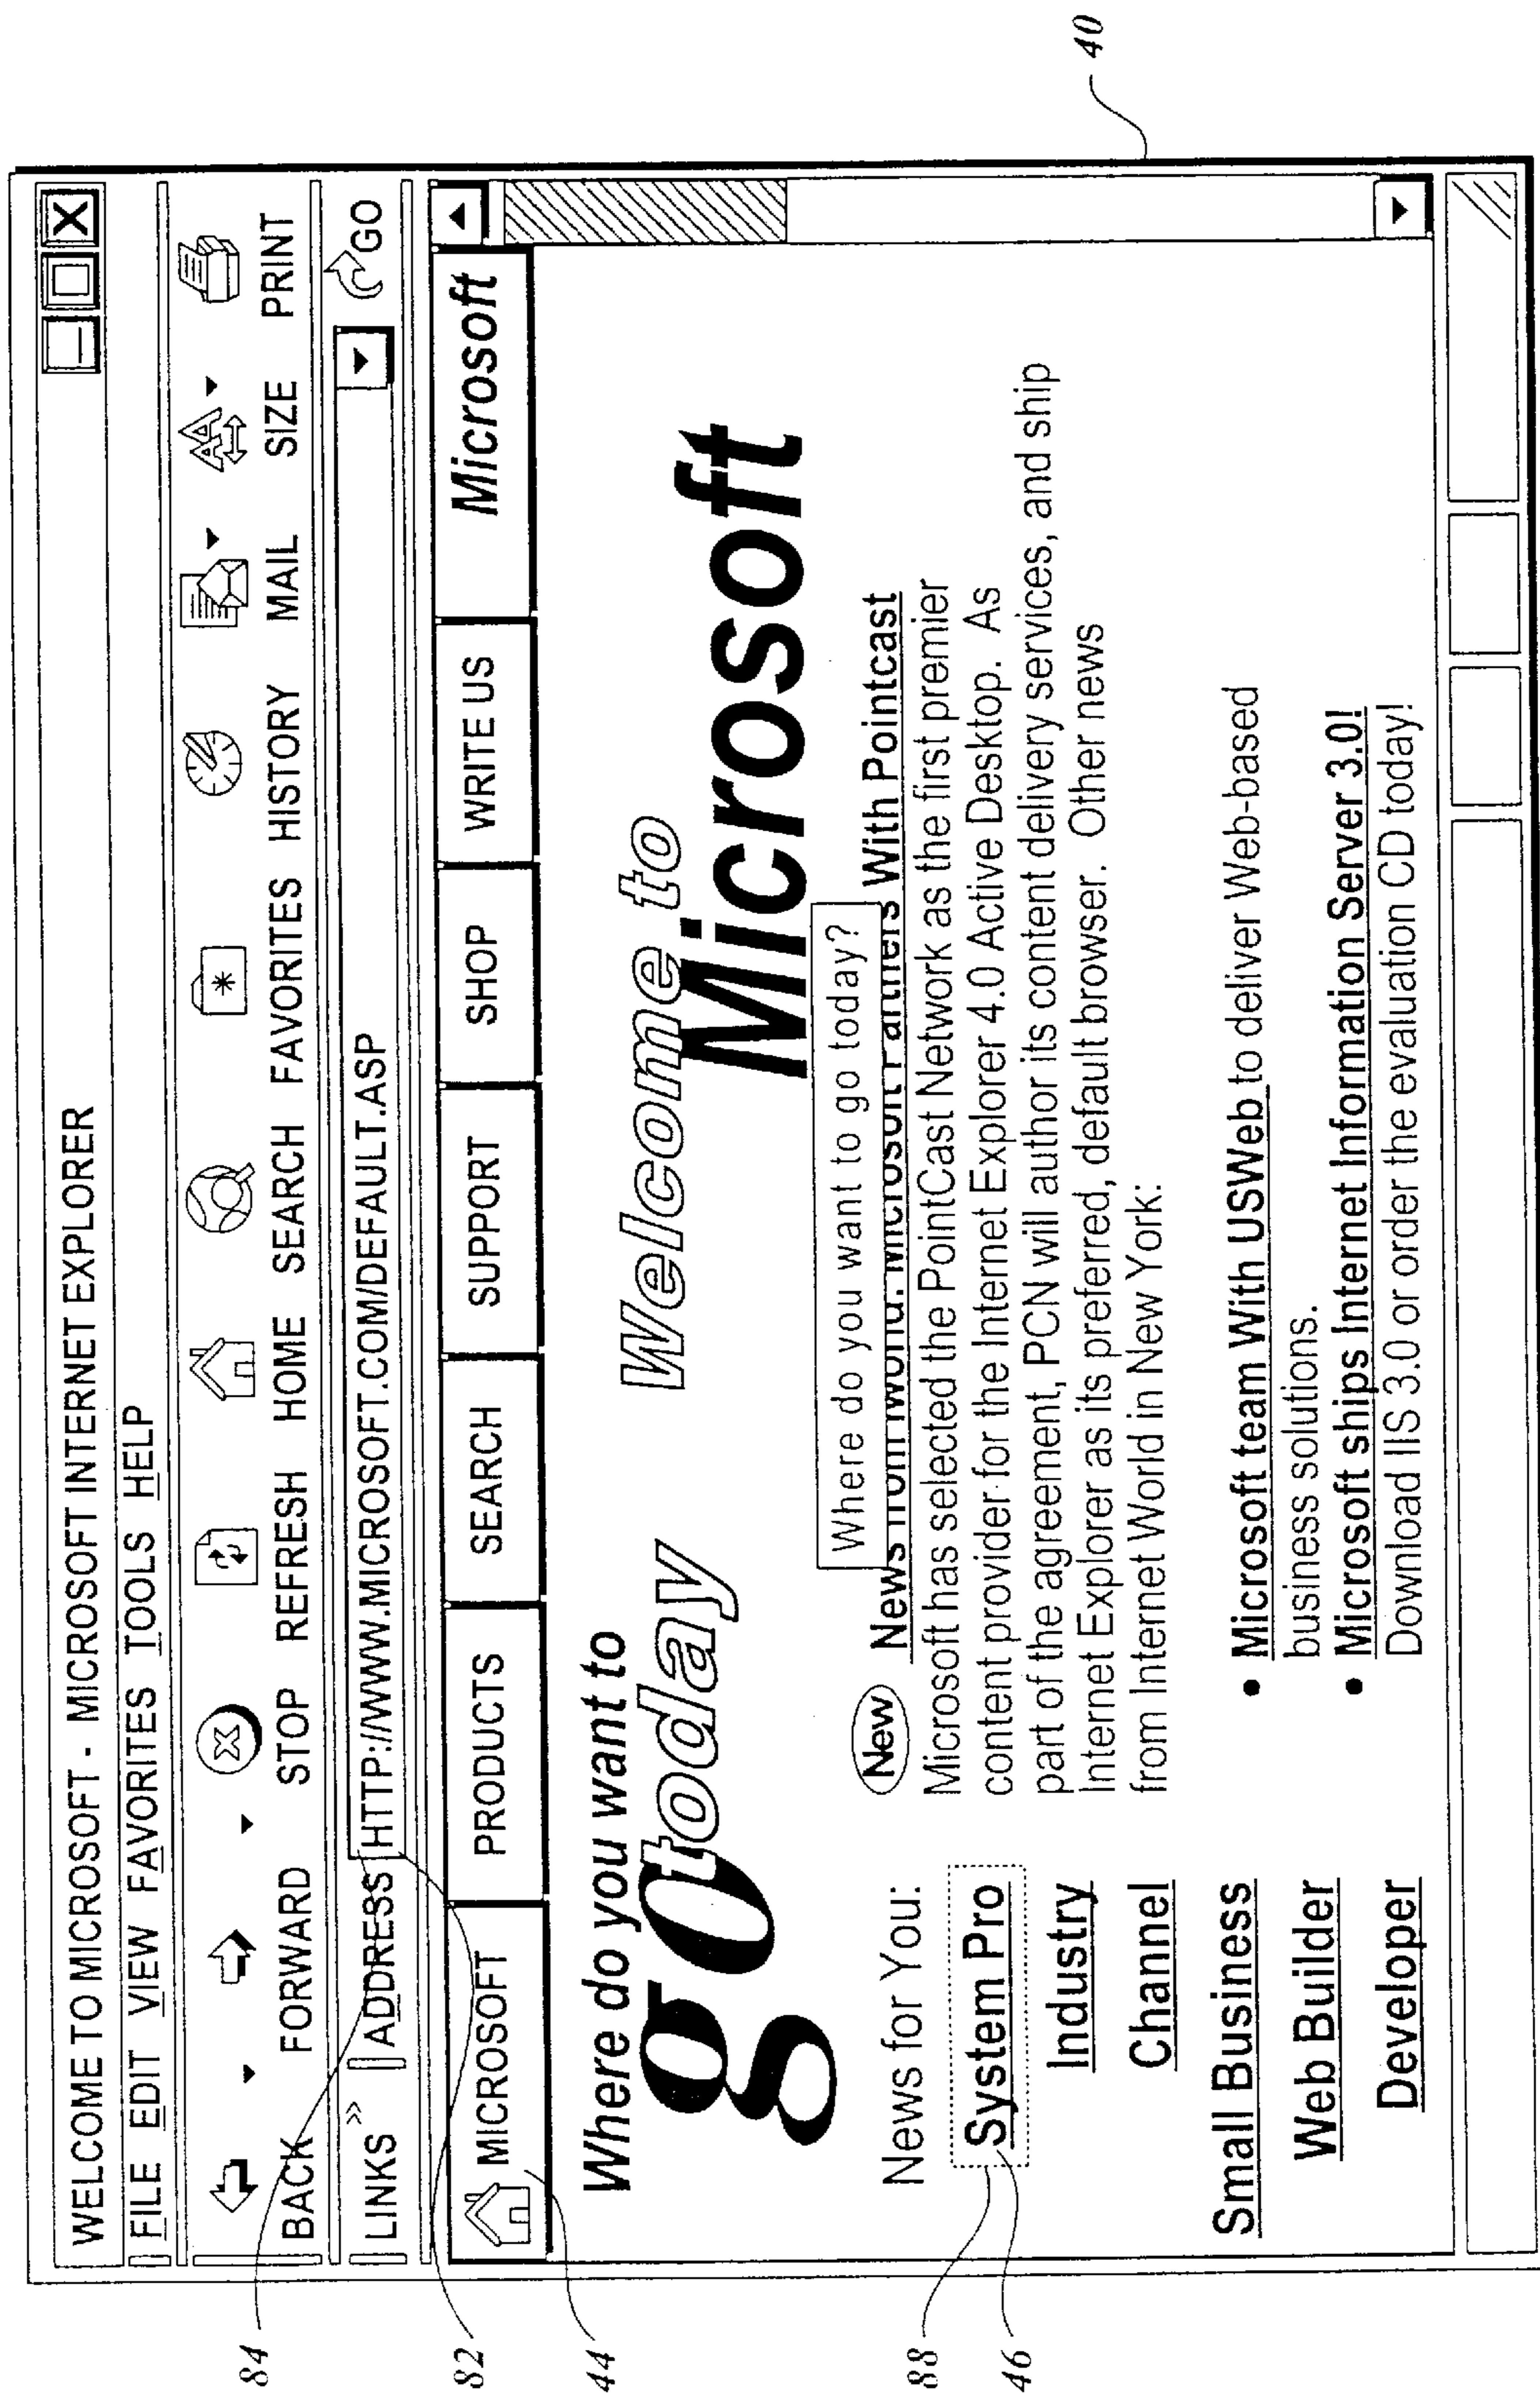 WELCOME TO MICROSOFT - MICROSOFT INTERNET EXPLORER
FILE EDIT VIEW FAVORITES TOOLS HELP
BACK FORWARD STOP REFRESH HOME SEARCH FAVORITES HISTORY MAIL SIZE PRINT
LINKS » ADDRESS HTTP://WWW.MICROSOFT.COM/DEFAULT.ASP GO
MICROSOFT PRODUCTS SEARCH SUPPORT SHOP WRITE US Microsoft
Where do you want to
go today
Welcome to
Microsoft
Where do you want to go today?
News for You:
System Pro
Industry
Channel
Small Business
Web Builder
Developer
New News from Iworld: Microsoft Partners With Pointcast
Microsoft has selected the PointCast Network as the first premier
content provider for the Internet Explorer 4.0 Active Desktop. As
part of the agreement, PCN will author its content delivery services, and ship
Internet Explorer as its preferred, default browser. Other news
from Internet World in New York:
• Microsoft team With USWeb to deliver Web-based
business solutions.
• Microsoft ships Internet Information Server 3.0!
Download IIS 3.0 or order the evaluation CD today!
84
82
44
88
46
40